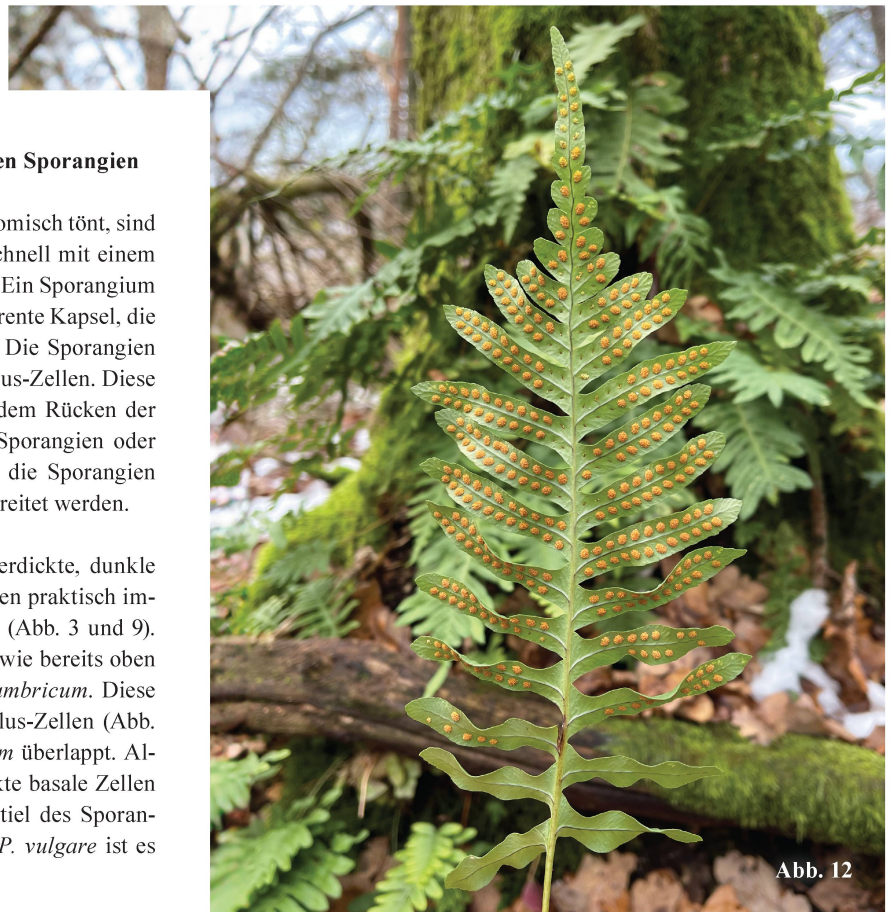 en Sporangien
omisch tönt, sind
chnell mit einem
Ein Sporangium
rente Kapsel, die
Die Sporangien
us-Zellen. Diese
dem Rücken der
Sporangien oder
die Sporangien
reitet werden.
erdickte, dunkle
en praktisch im-
(Abb. 3 und 9).
wie bereits oben
mbricum. Diese
lus-Zellen (Abb.
m überlappt. Al-
kte basale Zellen
tiel des Sporan-
P. vulgare ist es
Abb. 12